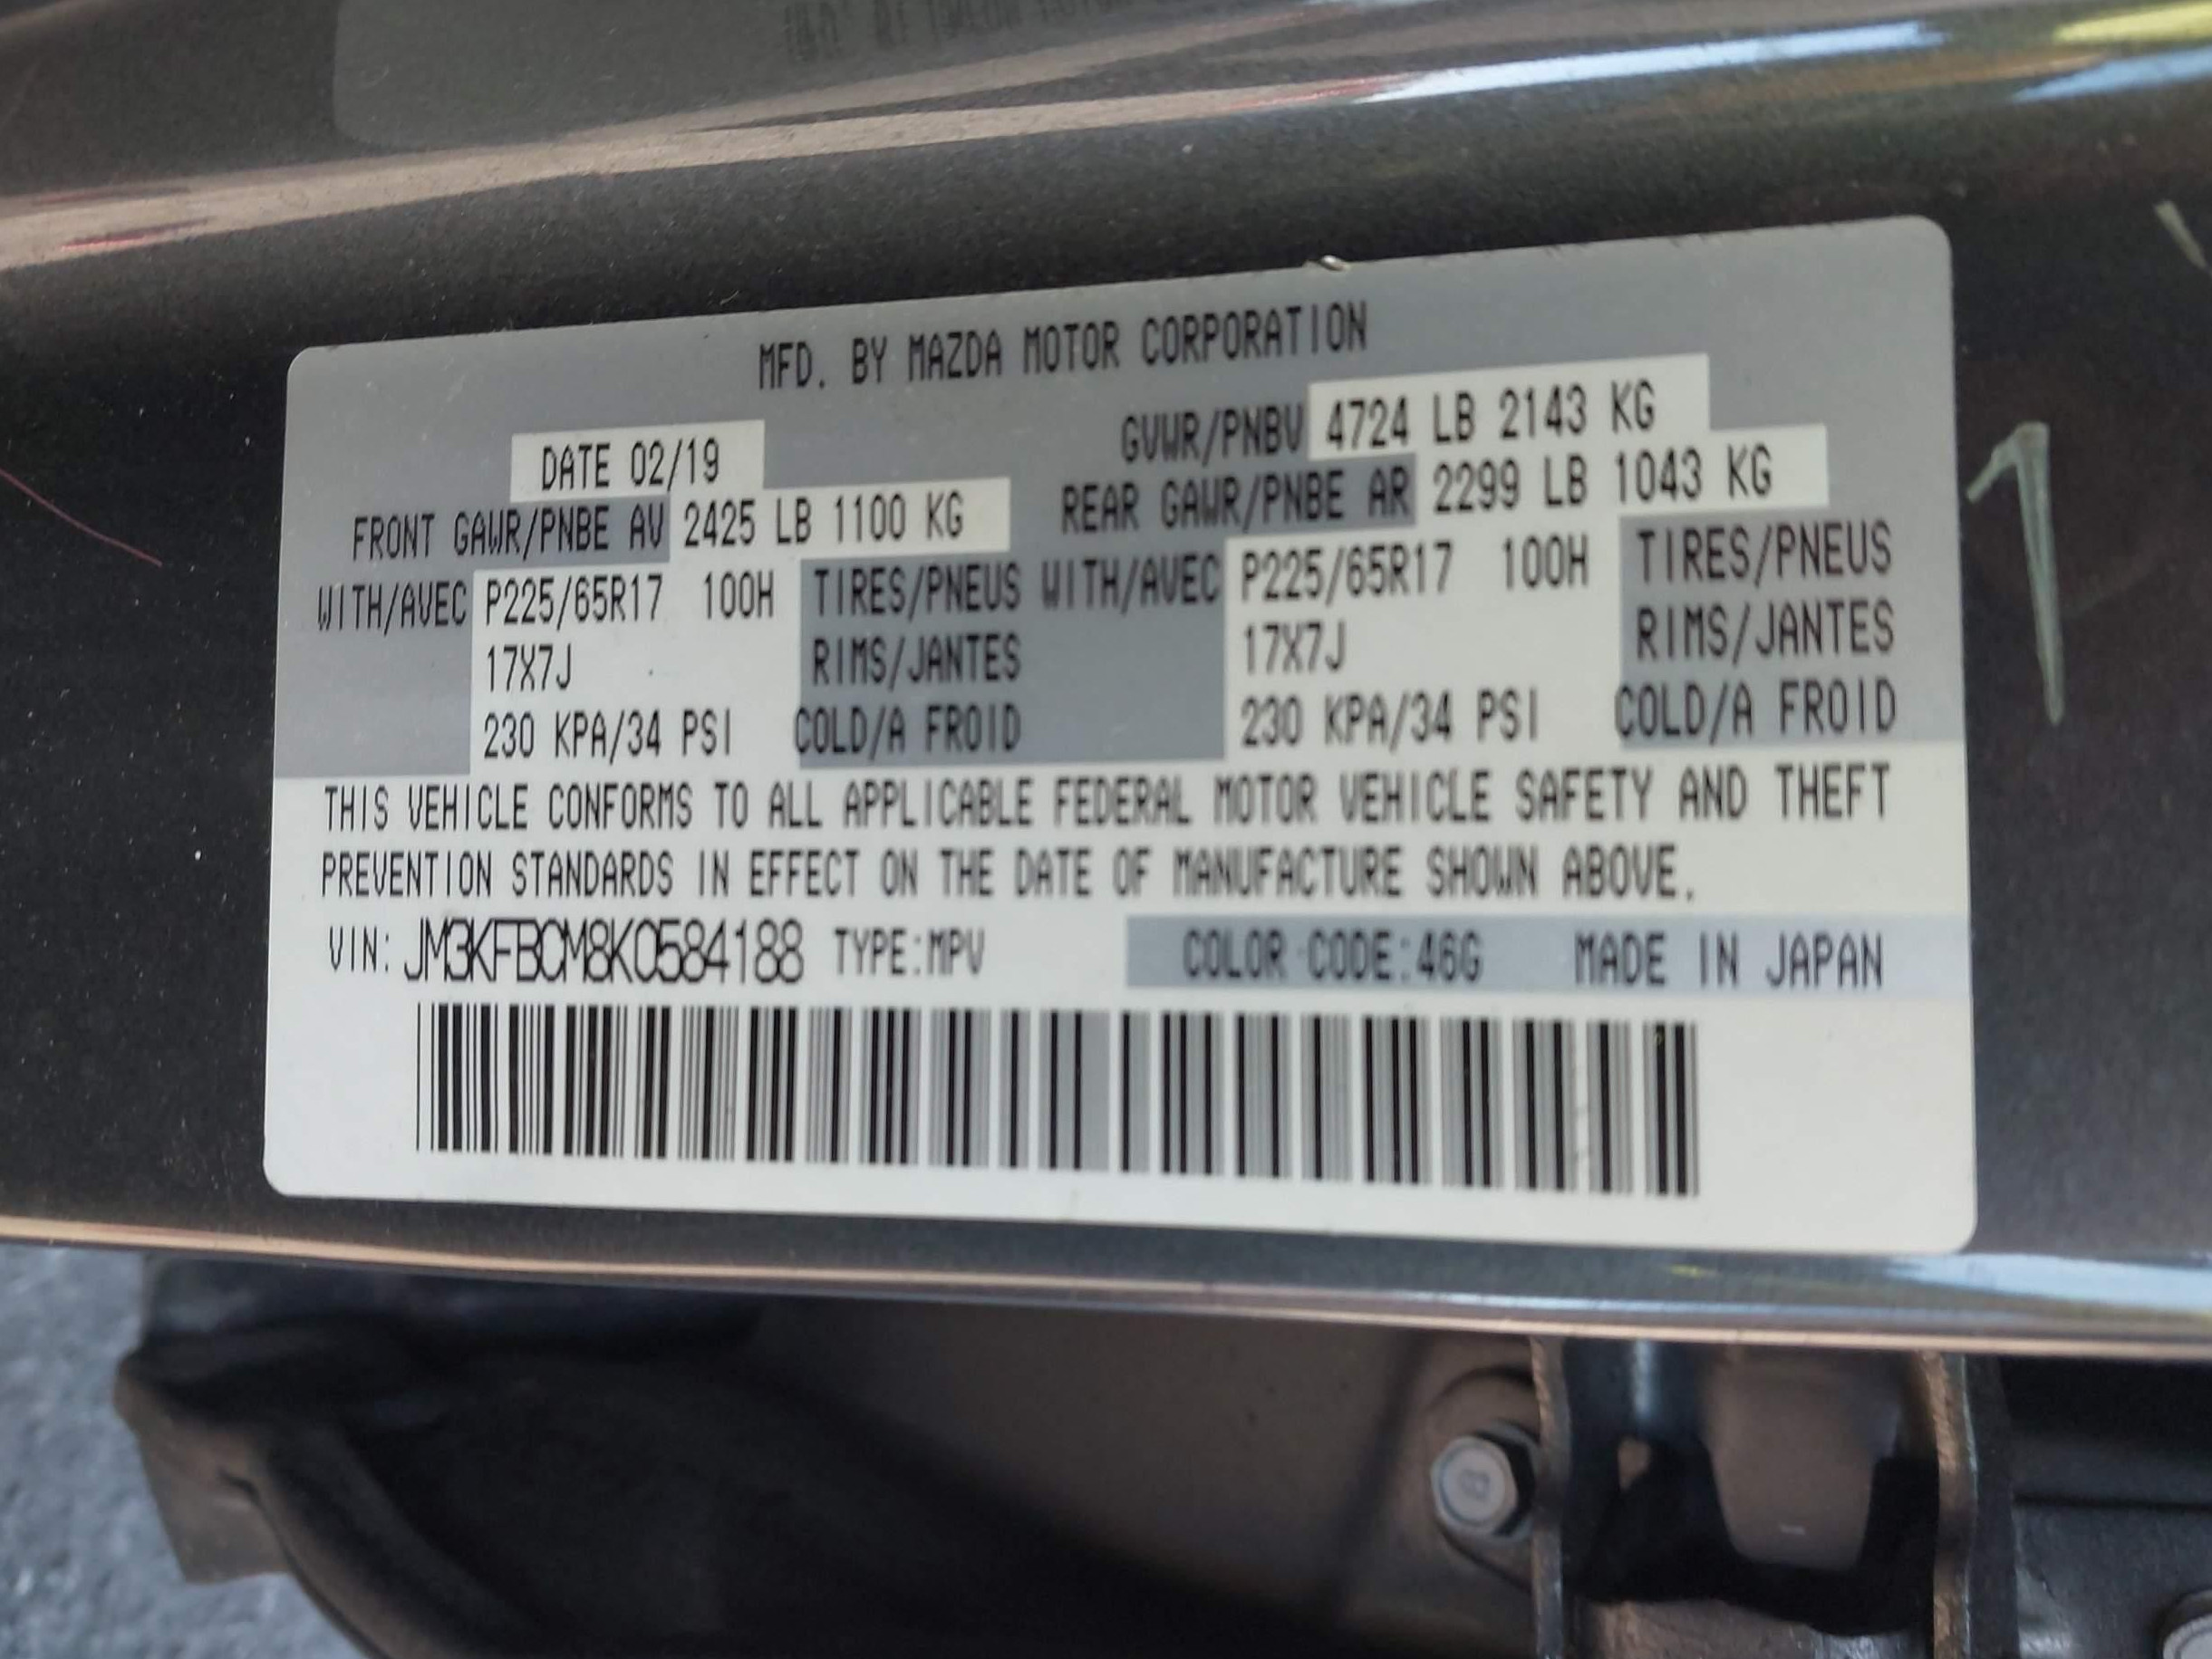 MFD. BY MAZDA MOTOR CORPORATION
DATE 02/19 GVWR/PNBV 4724 LB 2143 KG
FRONT GAWR/PNBE AV 2425 LB 1100 KG REAR GAWR/PNBE AR 2299 LB 1043 KG
WITH/AVEC P225/65R17 100H TIRES/PNEUS WITH/AVEC P225/65R17 100H TIRES/PNEUS
17X7J RIMS/JANTES 17X7J RIMS/JANTES
230 KPA/34 PSI COLD/A FROID 230 KPA/34 PSI COLD/A FROID
THIS VEHICLE CONFORMS TO ALL APPLICABLE FEDERAL MOTOR VEHICLE SAFETY AND THEFT
PREVENTION STANDARDS IN EFFECT ON THE DATE OF MANUFACTURE SHOWN ABOVE.
VIN: JM3KFBCM8K0584188 TYPE:MPV COLOR CODE:46G MADE IN JAPAN
1
8